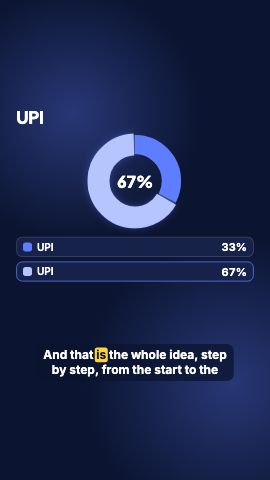 UPI
67%
UPI 33%
UPI 67%
And that is the whole idea, step
by step, from the start to the